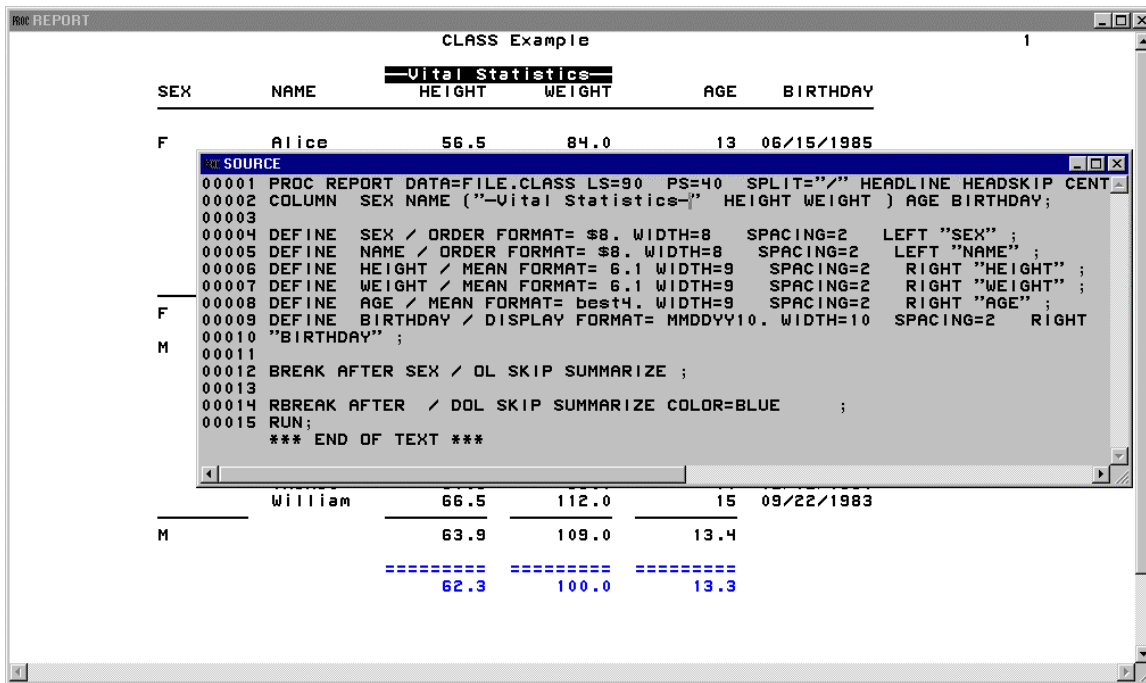 PROC REPORT
CLASS Example 1
—Vital Statistics—
SEX NAME HEIGHT WEIGHT AGE BIRTHDAY
F Alice 56.5 84.0 13 06/15/1985
SOURCE
00001 PROC REPORT DATA=FILE.CLASS LS=90 PS=40 SPLIT="/" HEADLINE HEADSKIP CENT
00002 COLUMN SEX NAME ("—Vital Statistics—" HEIGHT WEIGHT ) AGE BIRTHDAY;
00003
00004 DEFINE SEX / ORDER FORMAT= $8. WIDTH=8 SPACING=2 LEFT "SEX" ;
00005 DEFINE NAME / ORDER FORMAT= $8. WIDTH=8 SPACING=2 LEFT "NAME" ;
00006 DEFINE HEIGHT / MEAN FORMAT= 6.1 WIDTH=9 SPACING=2 RIGHT "HEIGHT" ;
00007 DEFINE WEIGHT / MEAN FORMAT= 6.1 WIDTH=9 SPACING=2 RIGHT "WEIGHT" ;
00008 DEFINE AGE / MEAN FORMAT= best4. WIDTH=9 SPACING=2 RIGHT "AGE" ;
00009 DEFINE BIRTHDAY / DISPLAY FORMAT= MMDDYY10. WIDTH=10 SPACING=2 RIGHT
00010 "BIRTHDAY" ;
00011
00012 BREAK AFTER SEX / OL SKIP SUMMARIZE ;
00013
00014 RBREAK AFTER / DOL SKIP SUMMARIZE COLOR=BLUE ;
00015 RUN;
*** END OF TEXT ***
F
M
William 66.5 112.0 15 09/22/1983
M 63.9 109.0 13.4
========= ========= =========
62.3 100.0 13.3